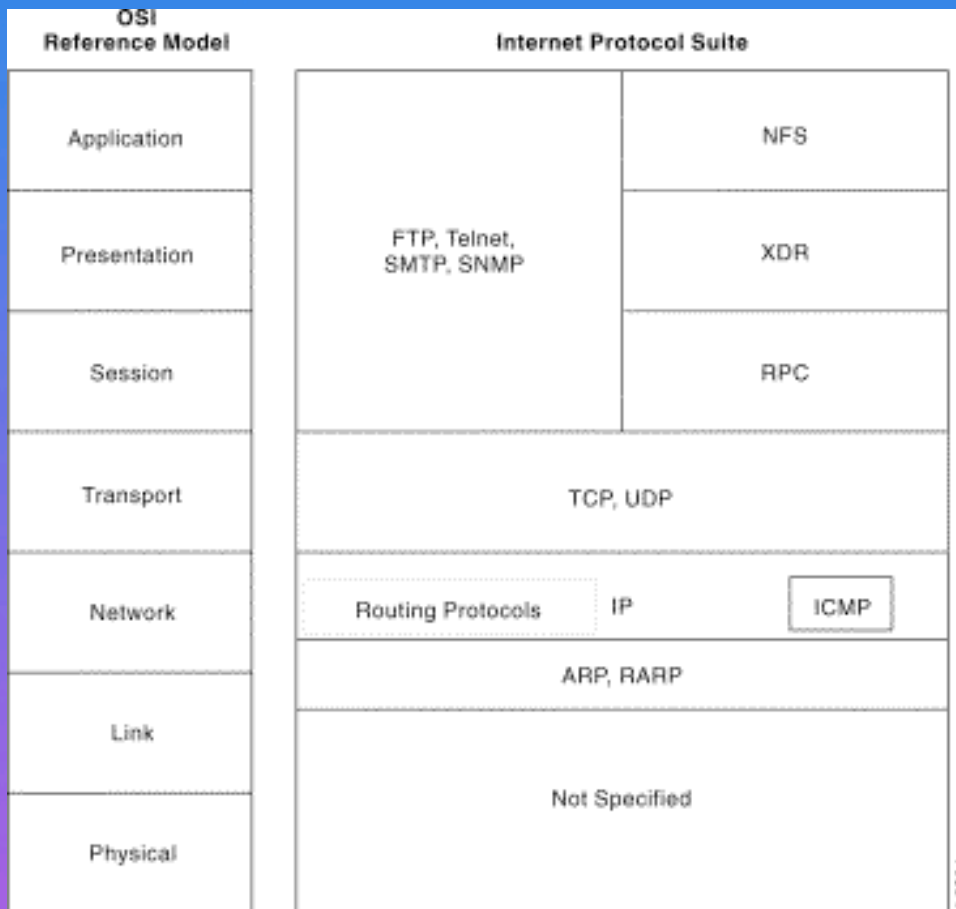 OSI
Reference Model
Internet Protocol Suite
Application
NFS
Presentation
FTP, Telnet,
SMTP, SNMP
XDR
Session
RPC
Transport
TCP, UDP
Network
Routing Protocols
IP
ICMP
ARP, RARP
Link
Not Specified
Physical